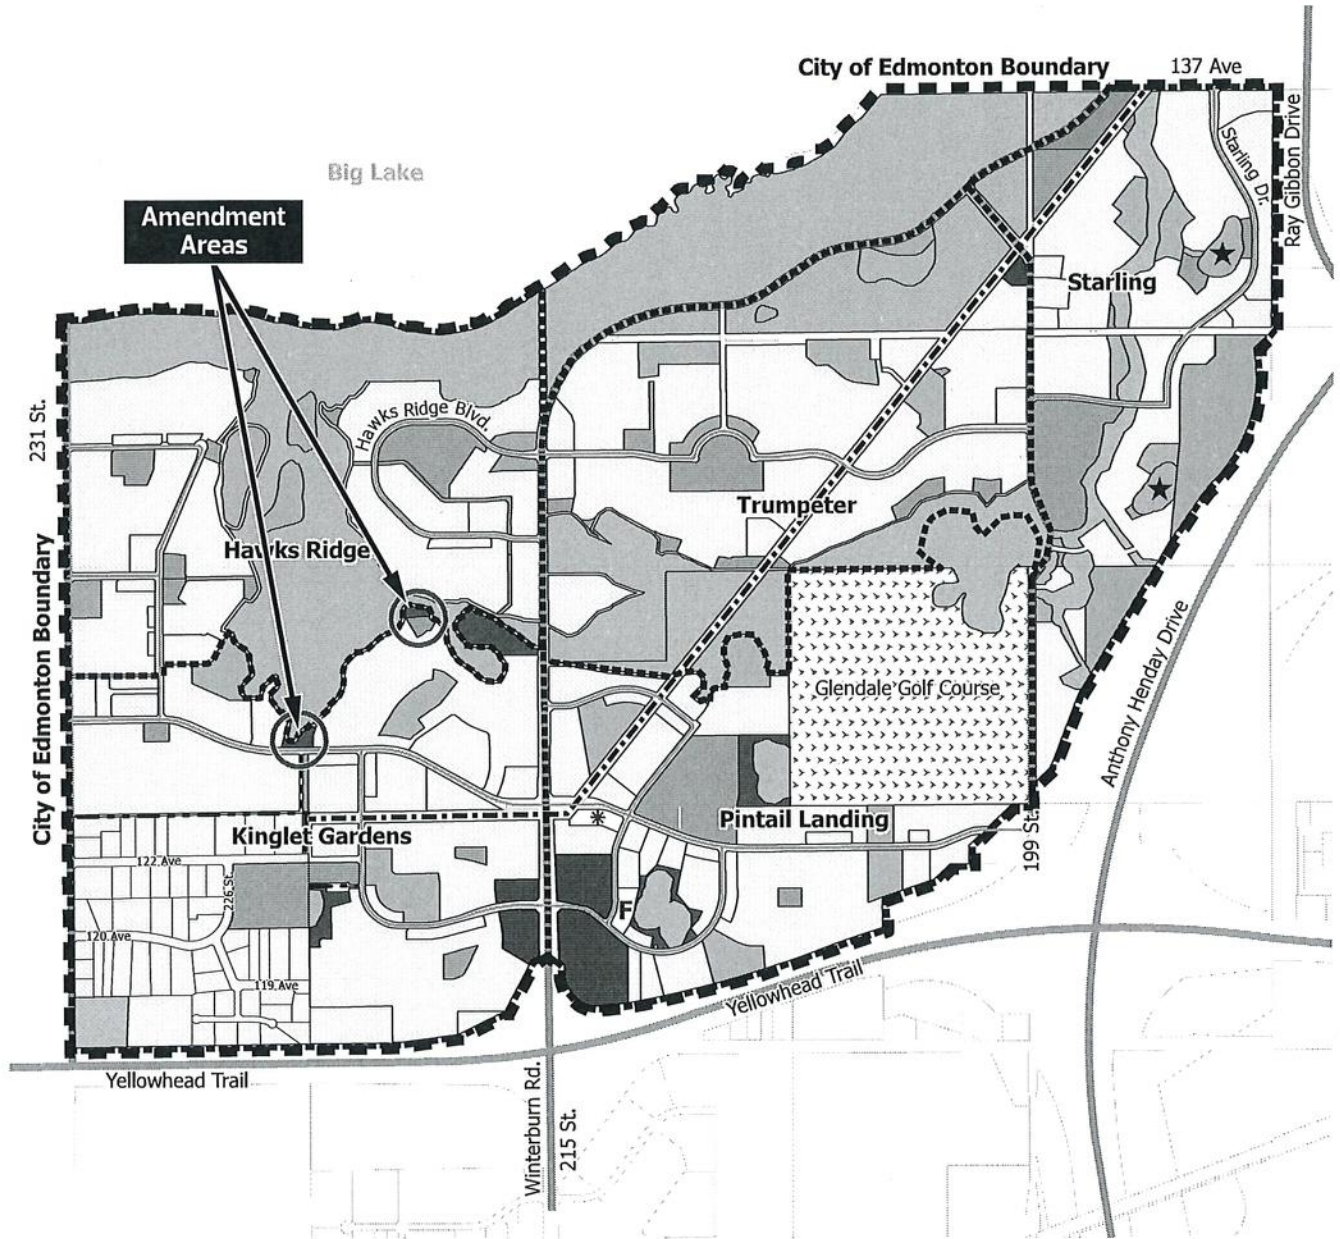 City of Edmonton Boundary
137 Ave
Ray Gibbon Drive
Starling Dr.
Big Lake
Amendment
Areas
Starling
231 St.
Hawks Ridge Blvd.
Trumpeter
Hawks Ridge
City of Edmonton Boundary
Glendale Golf Course
Anthony Henday Drive
Kinglet Gardens
Pintail Landing
199 St.
122 Ave
226 St.
F
120 Ave
119 Ave
Yellowhead Trail
Yellowhead Trail
Winterburn Rd.
215 St.